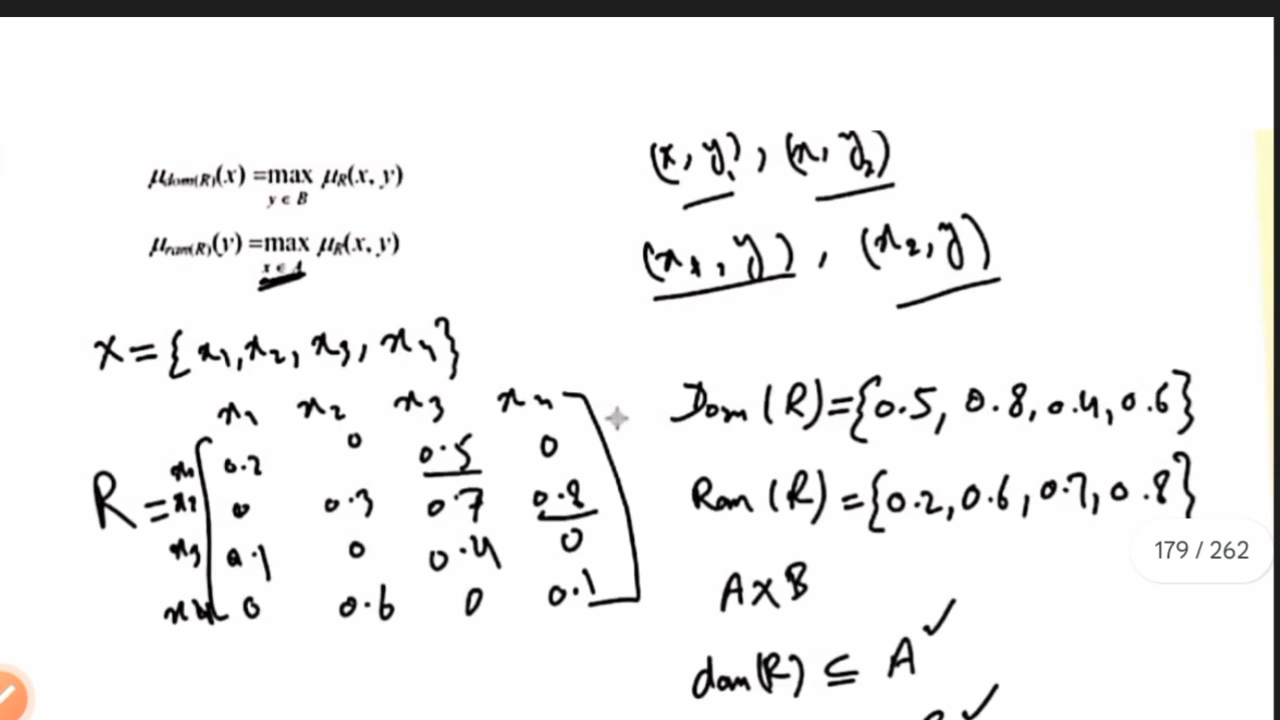 μdom(R)(x) =max μR(x, y)
y ∈ B
μran(R)(y) =max μR(x, y)
x ∈ A
(x, y1), (x, y2)
(x1, y), (x2, y)
X = {x1, x2, x3, x4}
x1 x2 x3 x4
R =
x1 0.2 0 0.5 0
x2 0 0.3 0.7 0.8
x3 0.1 0 0.4 0
x4 0 0.6 0 0.1
Dom (R) = {0.5, 0.8, 0.4, 0.6}
Ran (R) = {0.2, 0.6, 0.7, 0.8}
179 / 262
A×B
dom(R) ⊆ A ✓